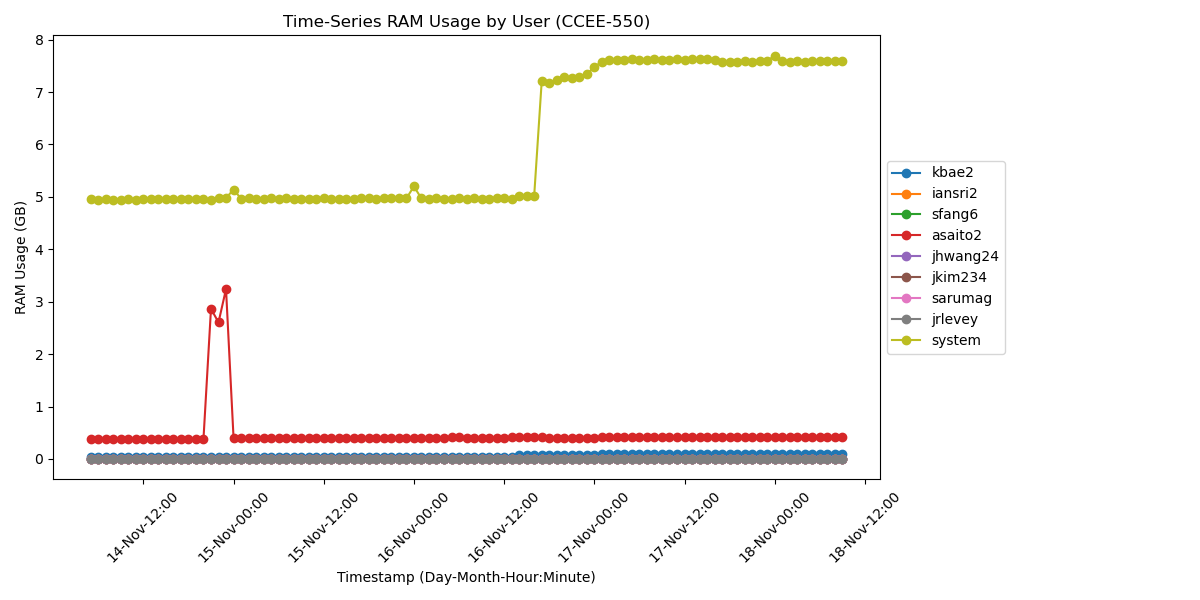 Time-Series RAM Usage by User (CCEE-550)
RAM Usage (GB)
8
7
6
5
4
3
2
1
0
14-Nov-12:00
15-Nov-00:00
15-Nov-12:00
16-Nov-00:00
16-Nov-12:00
17-Nov-00:00
17-Nov-12:00
18-Nov-00:00
18-Nov-12:00
Timestamp (Day-Month-Hour:Minute)
kbae2
iansri2
sfang6
asaito2
jhwang24
jkim234
sarumag
jrlevey
system